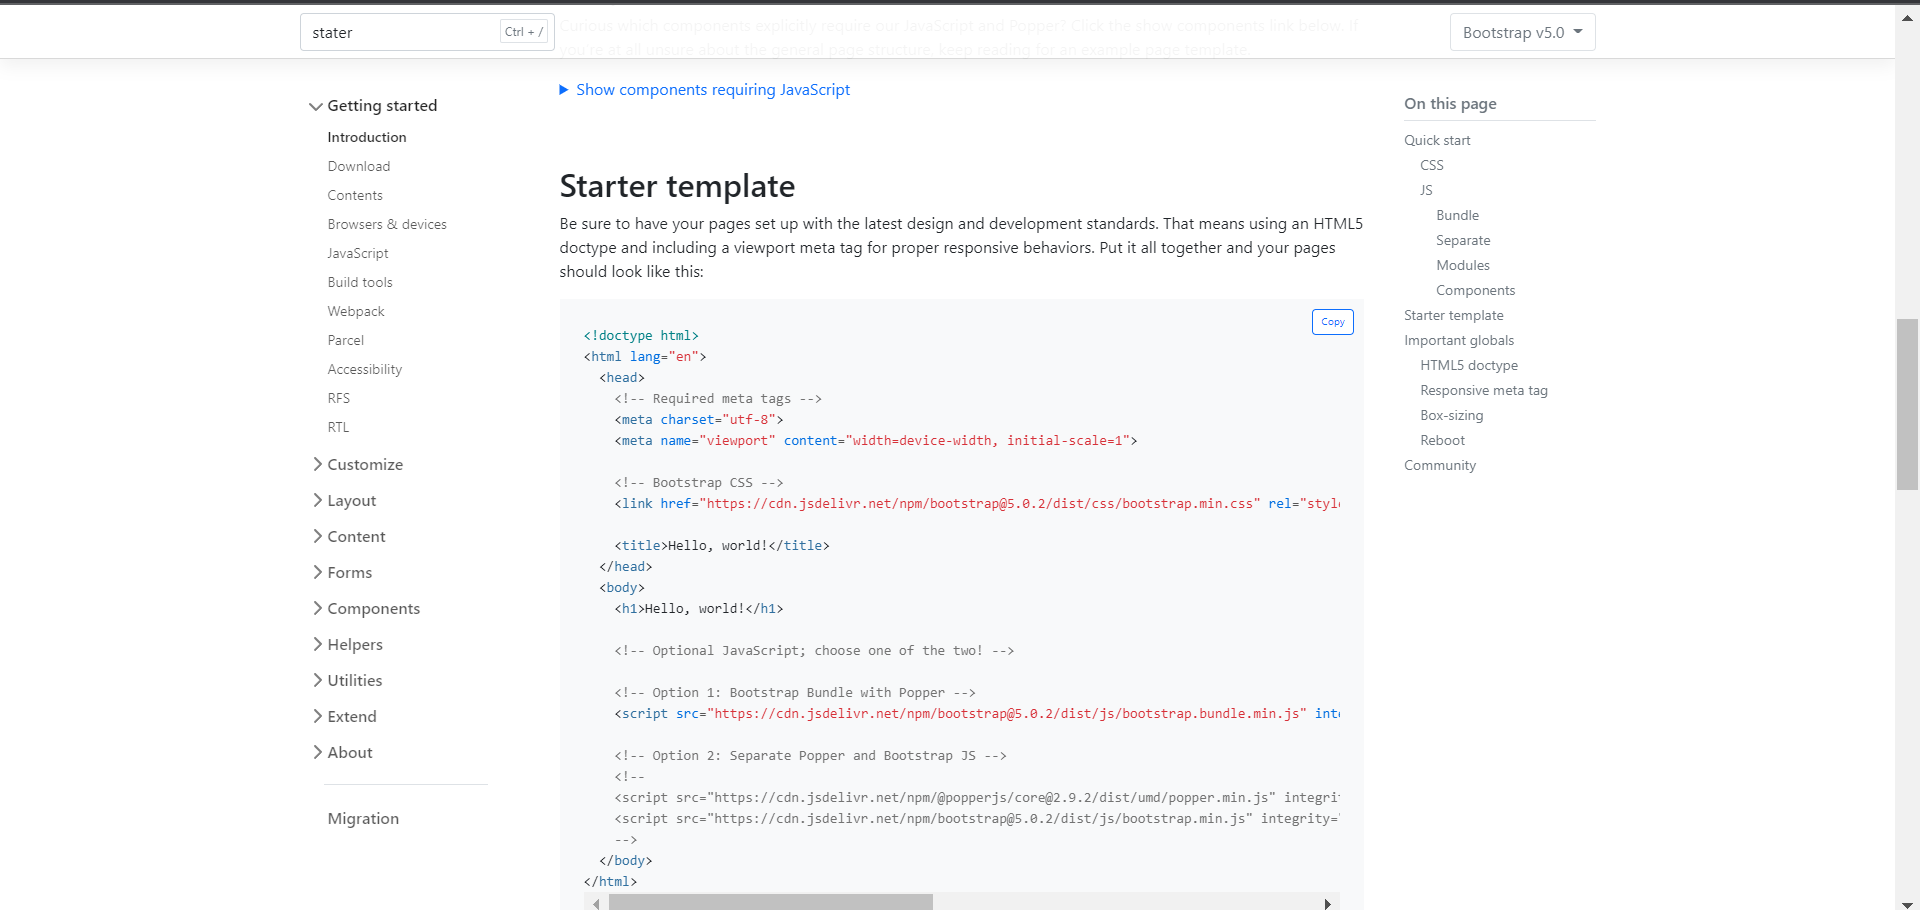 stater
Ctrl + /
Curious which components explicitly require our JavaScript and Popper? Click the show components link below. If
you're at all unsure about the general page structure, keep reading for an example page template.
Bootstrap v5.0
Getting started
Introduction
Download
Contents
Browsers & devices
JavaScript
Build tools
Webpack
Parcel
Accessibility
RFS
RTL
Customize
Layout
Content
Forms
Components
Helpers
Utilities
Extend
About
Migration
Show components requiring JavaScript
Starter template
Be sure to have your pages set up with the latest design and development standards. That means using an HTML5
doctype and including a viewport meta tag for proper responsive behaviors. Put it all together and your pages
should look like this:
Copy
<!doctype html>
<html lang="en">
<head>
<!-- Required meta tags -->
<meta charset="utf-8">
<meta name="viewport" content="width=device-width, initial-scale=1">
<!-- Bootstrap CSS -->
<link href="https://cdn.jsdelivr.net/npm/bootstrap@5.0.2/dist/css/bootstrap.min.css" rel="style
<title>Hello, world!</title>
</head>
<body>
<h1>Hello, world!</h1>
<!-- Optional JavaScript; choose one of the two! -->
<!-- Option 1: Bootstrap Bundle with Popper -->
<script src="https://cdn.jsdelivr.net/npm/bootstrap@5.0.2/dist/js/bootstrap.bundle.min.js" inte
<!-- Option 2: Separate Popper and Bootstrap JS -->
<!--
<script src="https://cdn.jsdelivr.net/npm/@popperjs/core@2.9.2/dist/umd/popper.min.js" integrit
<script src="https://cdn.jsdelivr.net/npm/bootstrap@5.0.2/dist/js/bootstrap.min.js" integrity="
-->
</body>
</html>
On this page
Quick start
CSS
JS
Bundle
Separate
Modules
Components
Starter template
Important globals
HTML5 doctype
Responsive meta tag
Box-sizing
Reboot
Community